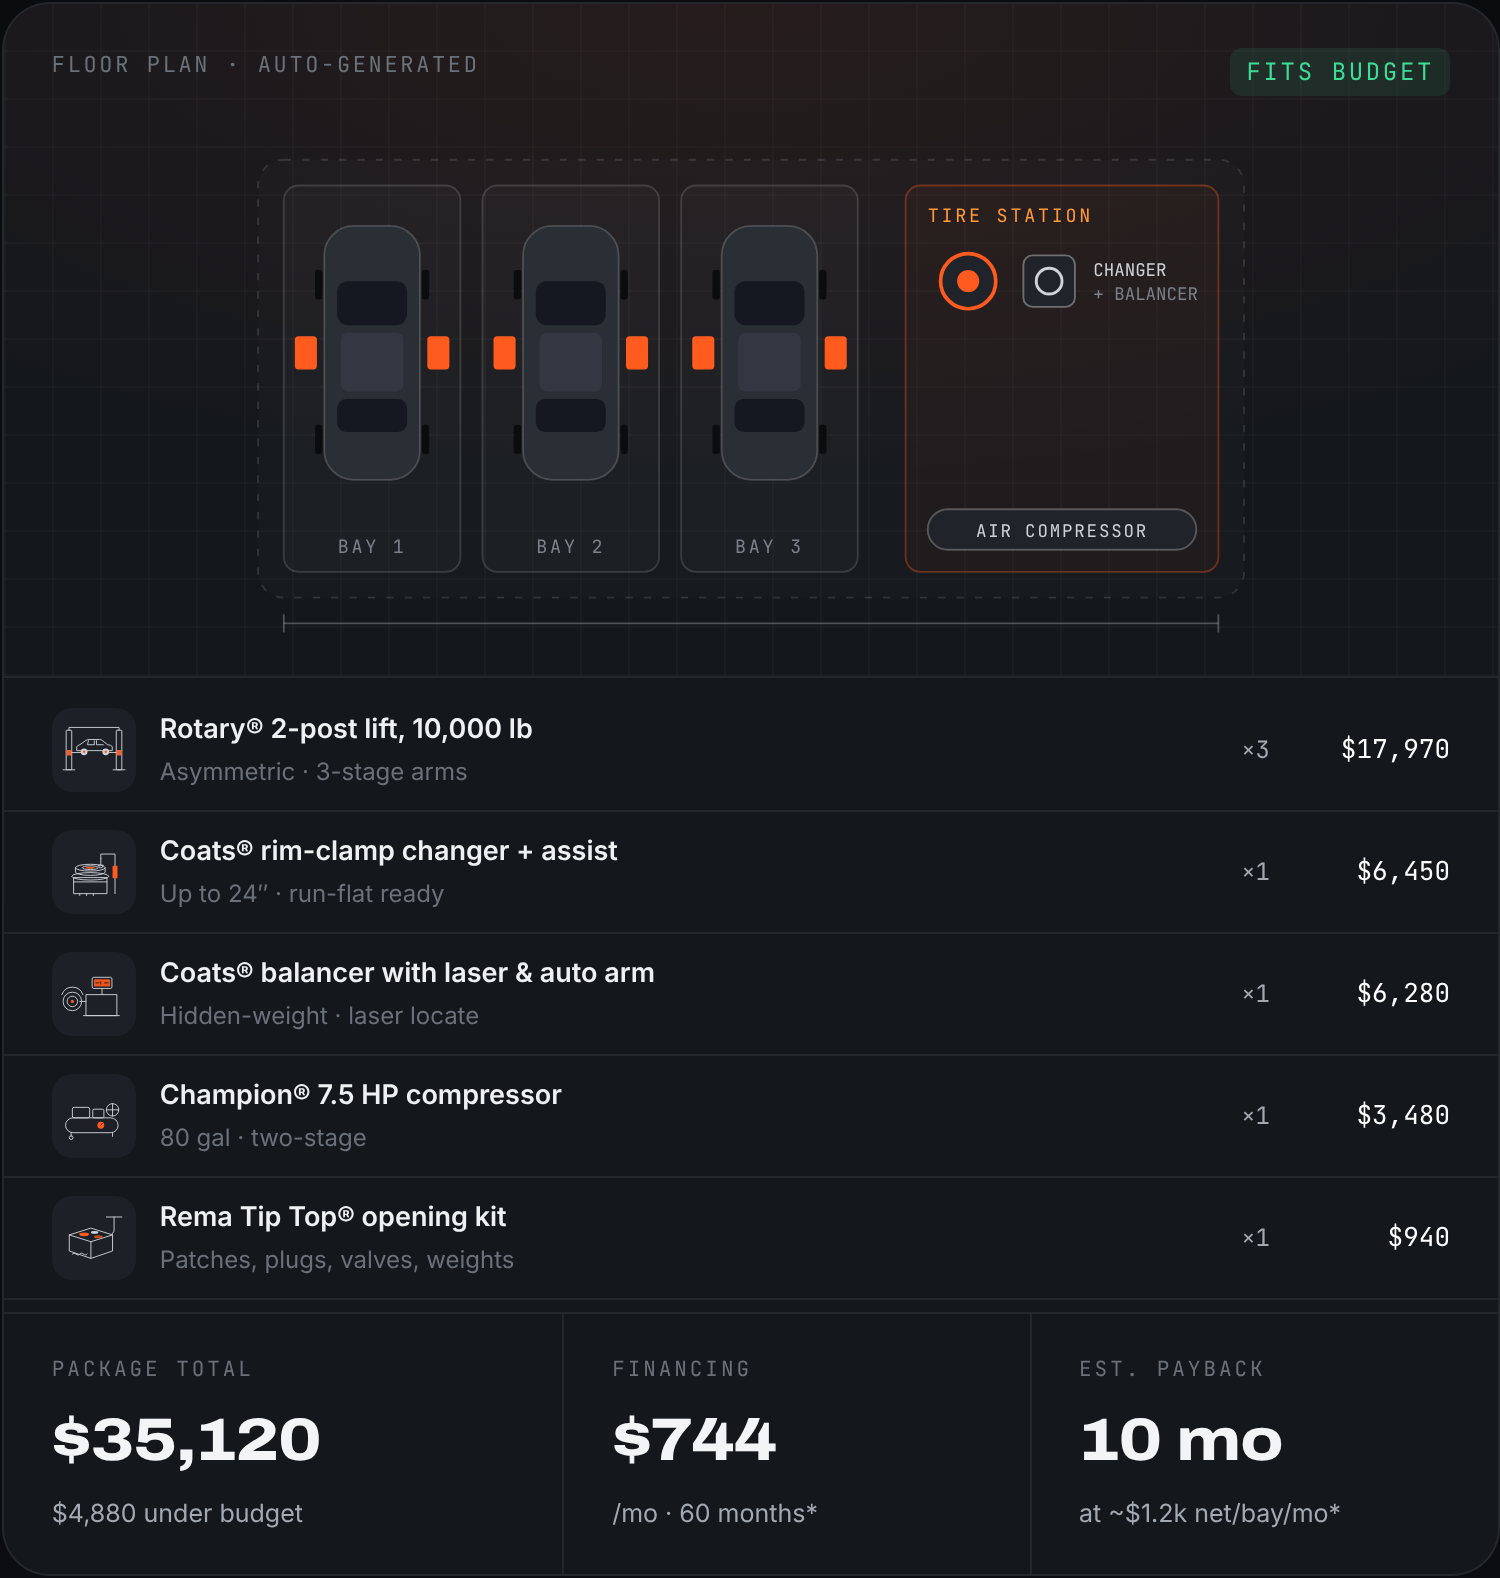 FLOOR PLAN · AUTO-GENERATED
FITS BUDGET
TIRE STATION
CHANGER
+ BALANCER
AIR COMPRESSOR
BAY 1
BAY 2
BAY 3
Rotary® 2-post lift, 10,000 lb
Asymmetric · 3-stage arms
×3
$17,970
Coats® rim-clamp changer + assist
Up to 24″ · run-flat ready
×1
$6,450
Coats® balancer with laser & auto arm
Hidden-weight · laser locate
×1
$6,280
Champion® 7.5 HP compressor
80 gal · two-stage
×1
$3,480
Rema Tip Top® opening kit
Patches, plugs, valves, weights
×1
$940
PACKAGE TOTAL
$35,120
$4,880 under budget
FINANCING
$744
/mo · 60 months*
EST. PAYBACK
10 mo
at ~$1.2k net/bay/mo*